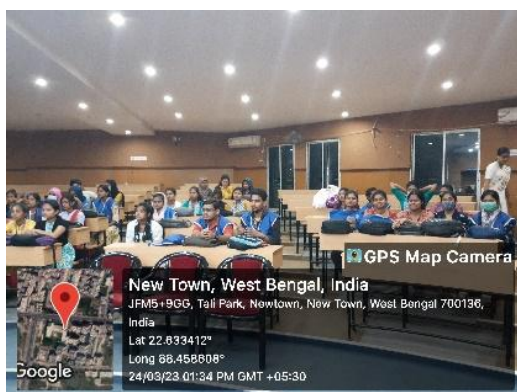 GPS Map Camera
New Town, West Bengal, India
JFM5+9GG, Tali Park, Newtown, New Town, West Bengal 700136,
India
Lat 22.633412°
Long 88.458808°
24/03/23 01:34 PM GMT +05:30
Google